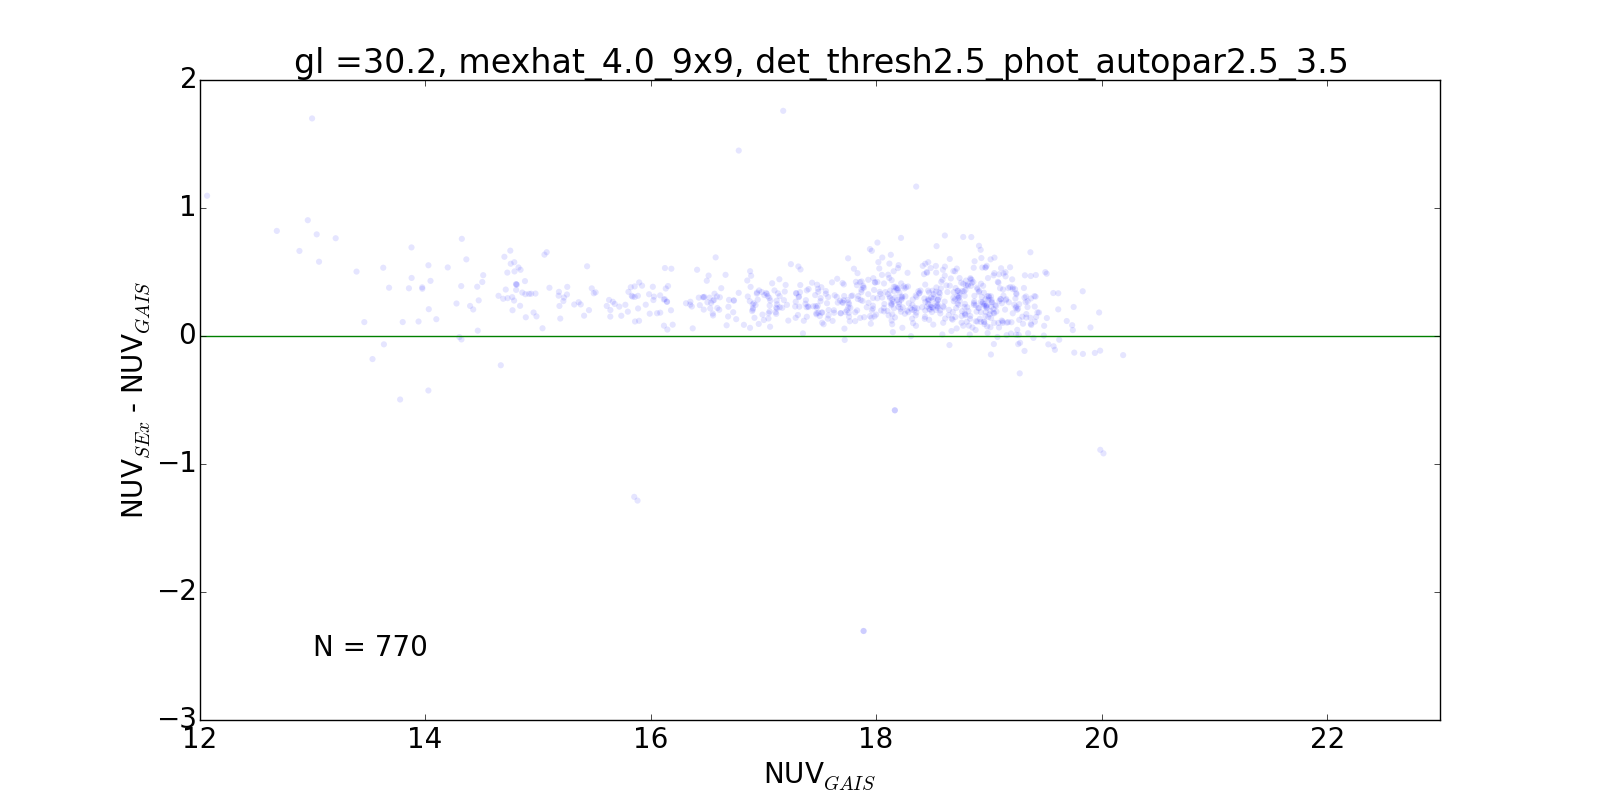 gl =30.2, mexhat_4.0_9x9, det_thresh2.5_phot_autopar2.5_3.5
2
1
0
−1
−2
−3
NUV_SEx - NUV_GAIS
N = 770
12 14 16 18 20 22
NUV_GAIS